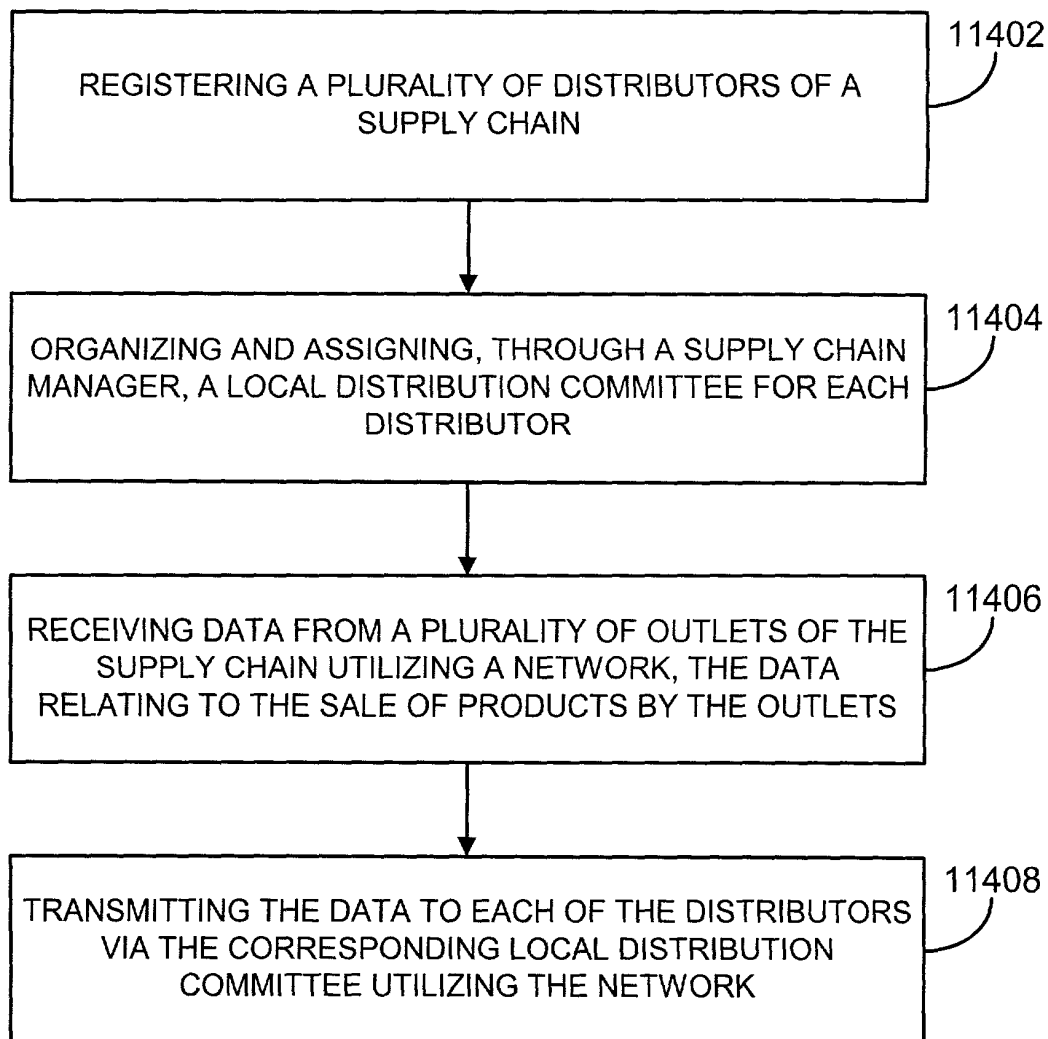 11402
REGISTERING A PLURALITY OF DISTRIBUTORS OF A
SUPPLY CHAIN
11404
ORGANIZING AND ASSIGNING, THROUGH A SUPPLY CHAIN
MANAGER, A LOCAL DISTRIBUTION COMMITTEE FOR EACH
DISTRIBUTOR
11406
RECEIVING DATA FROM A PLURALITY OF OUTLETS OF THE
SUPPLY CHAIN UTILIZING A NETWORK, THE DATA
RELATING TO THE SALE OF PRODUCTS BY THE OUTLETS
11408
TRANSMITTING THE DATA TO EACH OF THE DISTRIBUTORS
VIA THE CORRESPONDING LOCAL DISTRIBUTION
COMMITTEE UTILIZING THE NETWORK